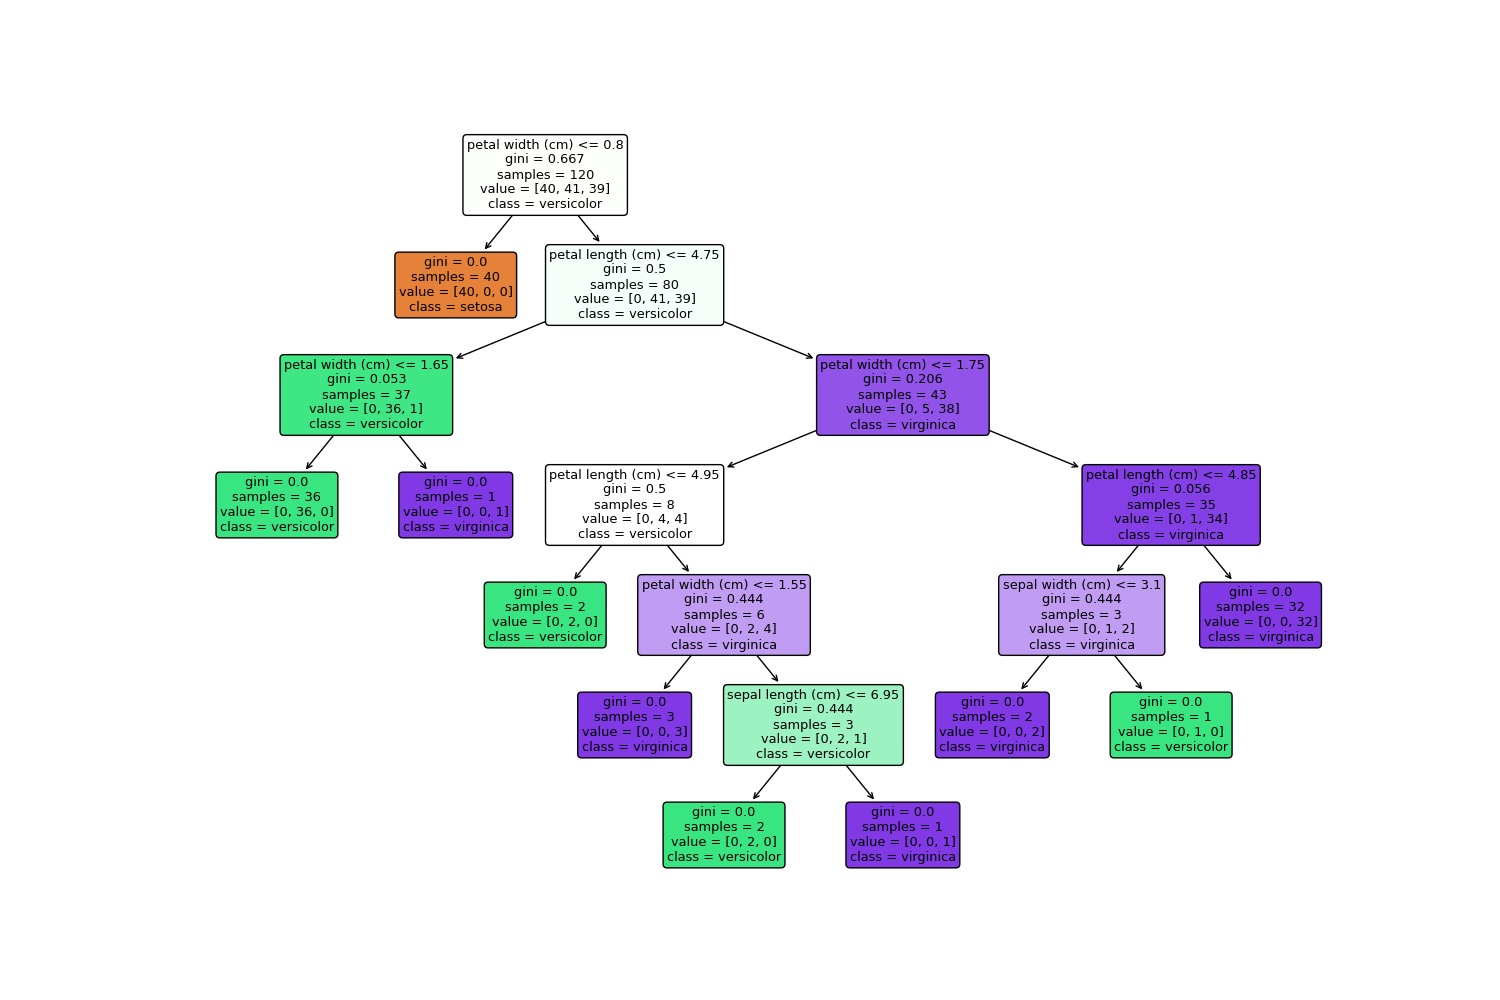 petal width (cm) <= 0.8
gini = 0.667
samples = 120
value = [40, 41, 39]
class = versicolor
gini = 0.0
samples = 40
value = [40, 0, 0]
class = setosa
petal length (cm) <= 4.75
gini = 0.5
samples = 80
value = [0, 41, 39]
class = versicolor
petal width (cm) <= 1.65
gini = 0.053
samples = 37
value = [0, 36, 1]
class = versicolor
petal width (cm) <= 1.75
gini = 0.206
samples = 43
value = [0, 5, 38]
class = virginica
gini = 0.0
samples = 36
value = [0, 36, 0]
class = versicolor
gini = 0.0
samples = 1
value = [0, 0, 1]
class = virginica
petal length (cm) <= 4.95
gini = 0.5
samples = 8
value = [0, 4, 4]
class = versicolor
petal length (cm) <= 4.85
gini = 0.056
samples = 35
value = [0, 1, 34]
class = virginica
gini = 0.0
samples = 2
value = [0, 2, 0]
class = versicolor
petal width (cm) <= 1.55
gini = 0.444
samples = 6
value = [0, 2, 4]
class = virginica
sepal width (cm) <= 3.1
gini = 0.444
samples = 3
value = [0, 1, 2]
class = virginica
gini = 0.0
samples = 32
value = [0, 0, 32]
class = virginica
gini = 0.0
samples = 3
value = [0, 0, 3]
class = virginica
sepal length (cm) <= 6.95
gini = 0.444
samples = 3
value = [0, 2, 1]
class = versicolor
gini = 0.0
samples = 2
value = [0, 0, 2]
class = virginica
gini = 0.0
samples = 1
value = [0, 1, 0]
class = versicolor
gini = 0.0
samples = 2
value = [0, 2, 0]
class = versicolor
gini = 0.0
samples = 1
value = [0, 0, 1]
class = virginica